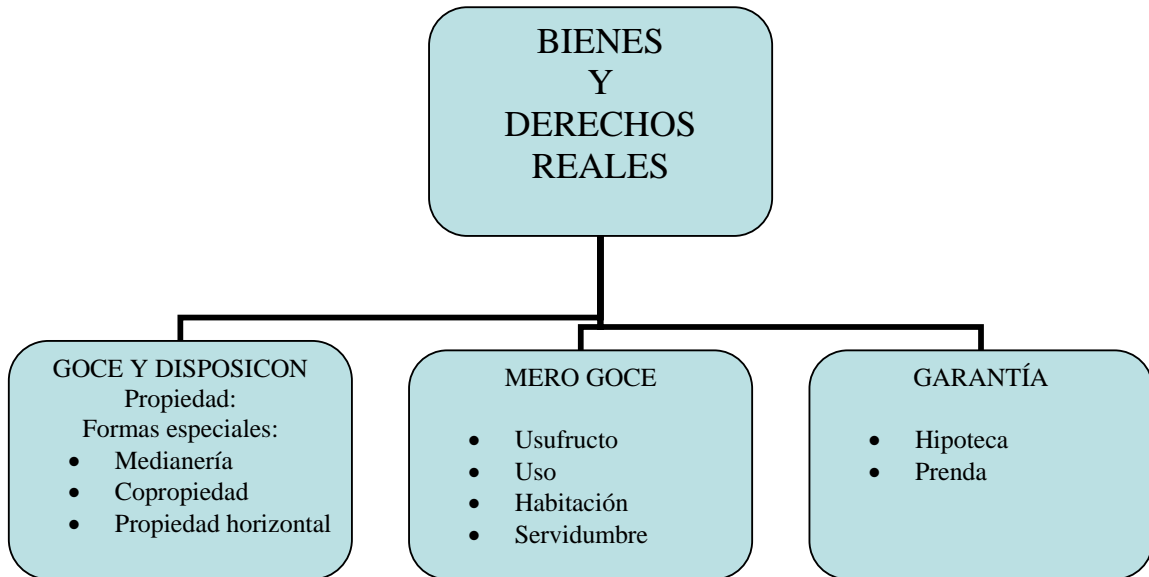 BIENES
Y
DERECHOS
REALES
GOCE Y DISPOSICON
Propiedad:
Formas especiales:
• Medianería
• Copropiedad
• Propiedad horizontal
MERO GOCE
• Usufructo
• Uso
• Habitación
• Servidumbre
GARANTÍA
• Hipoteca
• Prenda